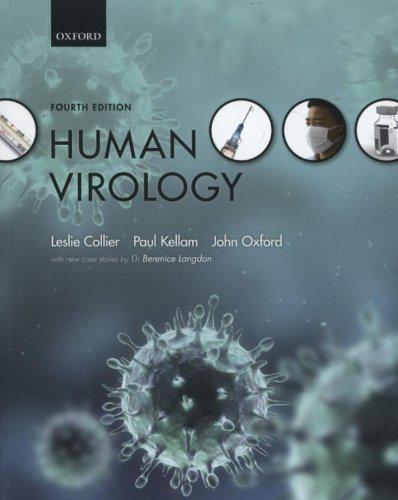 OXFORD
FOURTH EDITION
HUMAN
VIROLOGY
Leslie Collier Paul Kellam John Oxford
with new case stories by Dr Berenice Langdon